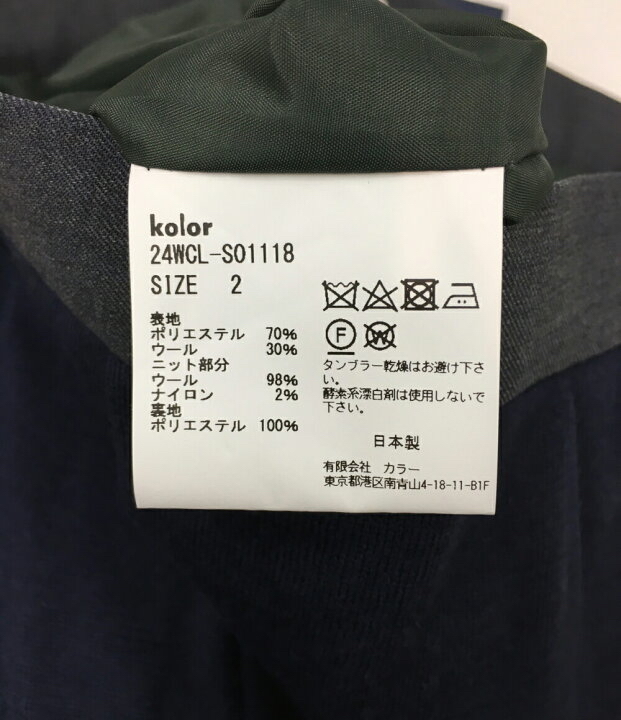 kolor
24WCL-S01118
SIZE 2
表地
ポリエステル 70%
ウール 30%
ニット部分
ウール 98%
ナイロン 2%
裏地
ポリエステル 100%
F
W
タンブラー乾燥はお避け下さ
い。
酵素系漂白剤は使用しないで
下さい。
日本製
有限会社 カラー
東京都港区南青山4-18-11-B1F